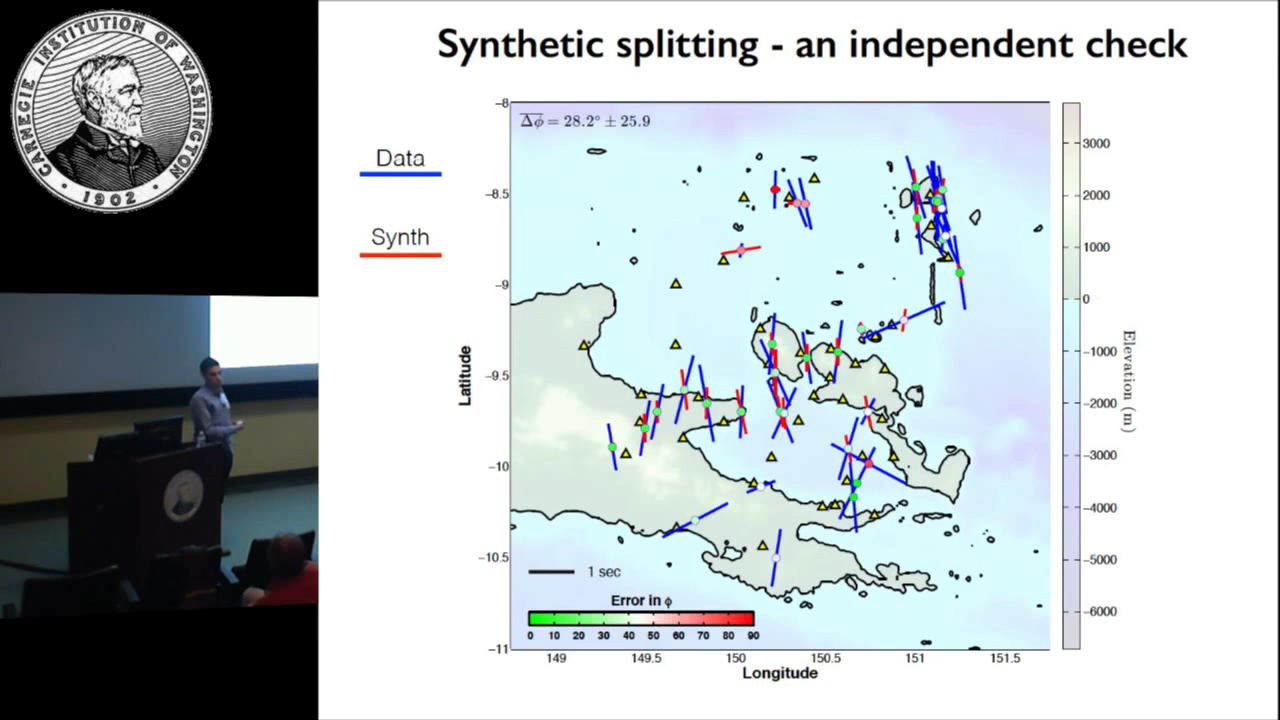 CARNEGIE INSTITUTION OF WASHINGTON
· 1902 ·
Synthetic splitting - an independent check
Data
Synth
Δϕ = 28.2° ± 25.9
−8
−8.5
−9
−9.5
−10
−10.5
−11
Latitude
149
149.5
150
150.5
151
151.5
Longitude
1 sec
Error in ϕ
0 10 20 30 40 50 60 70 80 90
3000
2000
1000
0
−1000
−2000
−3000
−4000
−5000
−6000
Elevation (m)